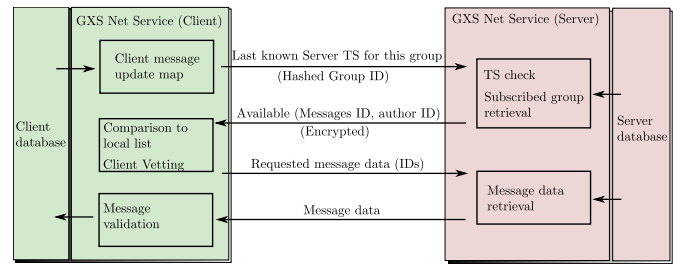 GXS Net Service (Client)
GXS Net Service (Server)
Client message
update map
Last known Server TS for this group
(Hashed Group ID)
TS check
Subscribed group
retrieval
Client
database
Comparison to
local list
Client Vetting
Available (Messages ID, author ID)
(Encrypted)
Server
database
Requested message data (IDs)
Message
validation
Message data
Message data
retrieval